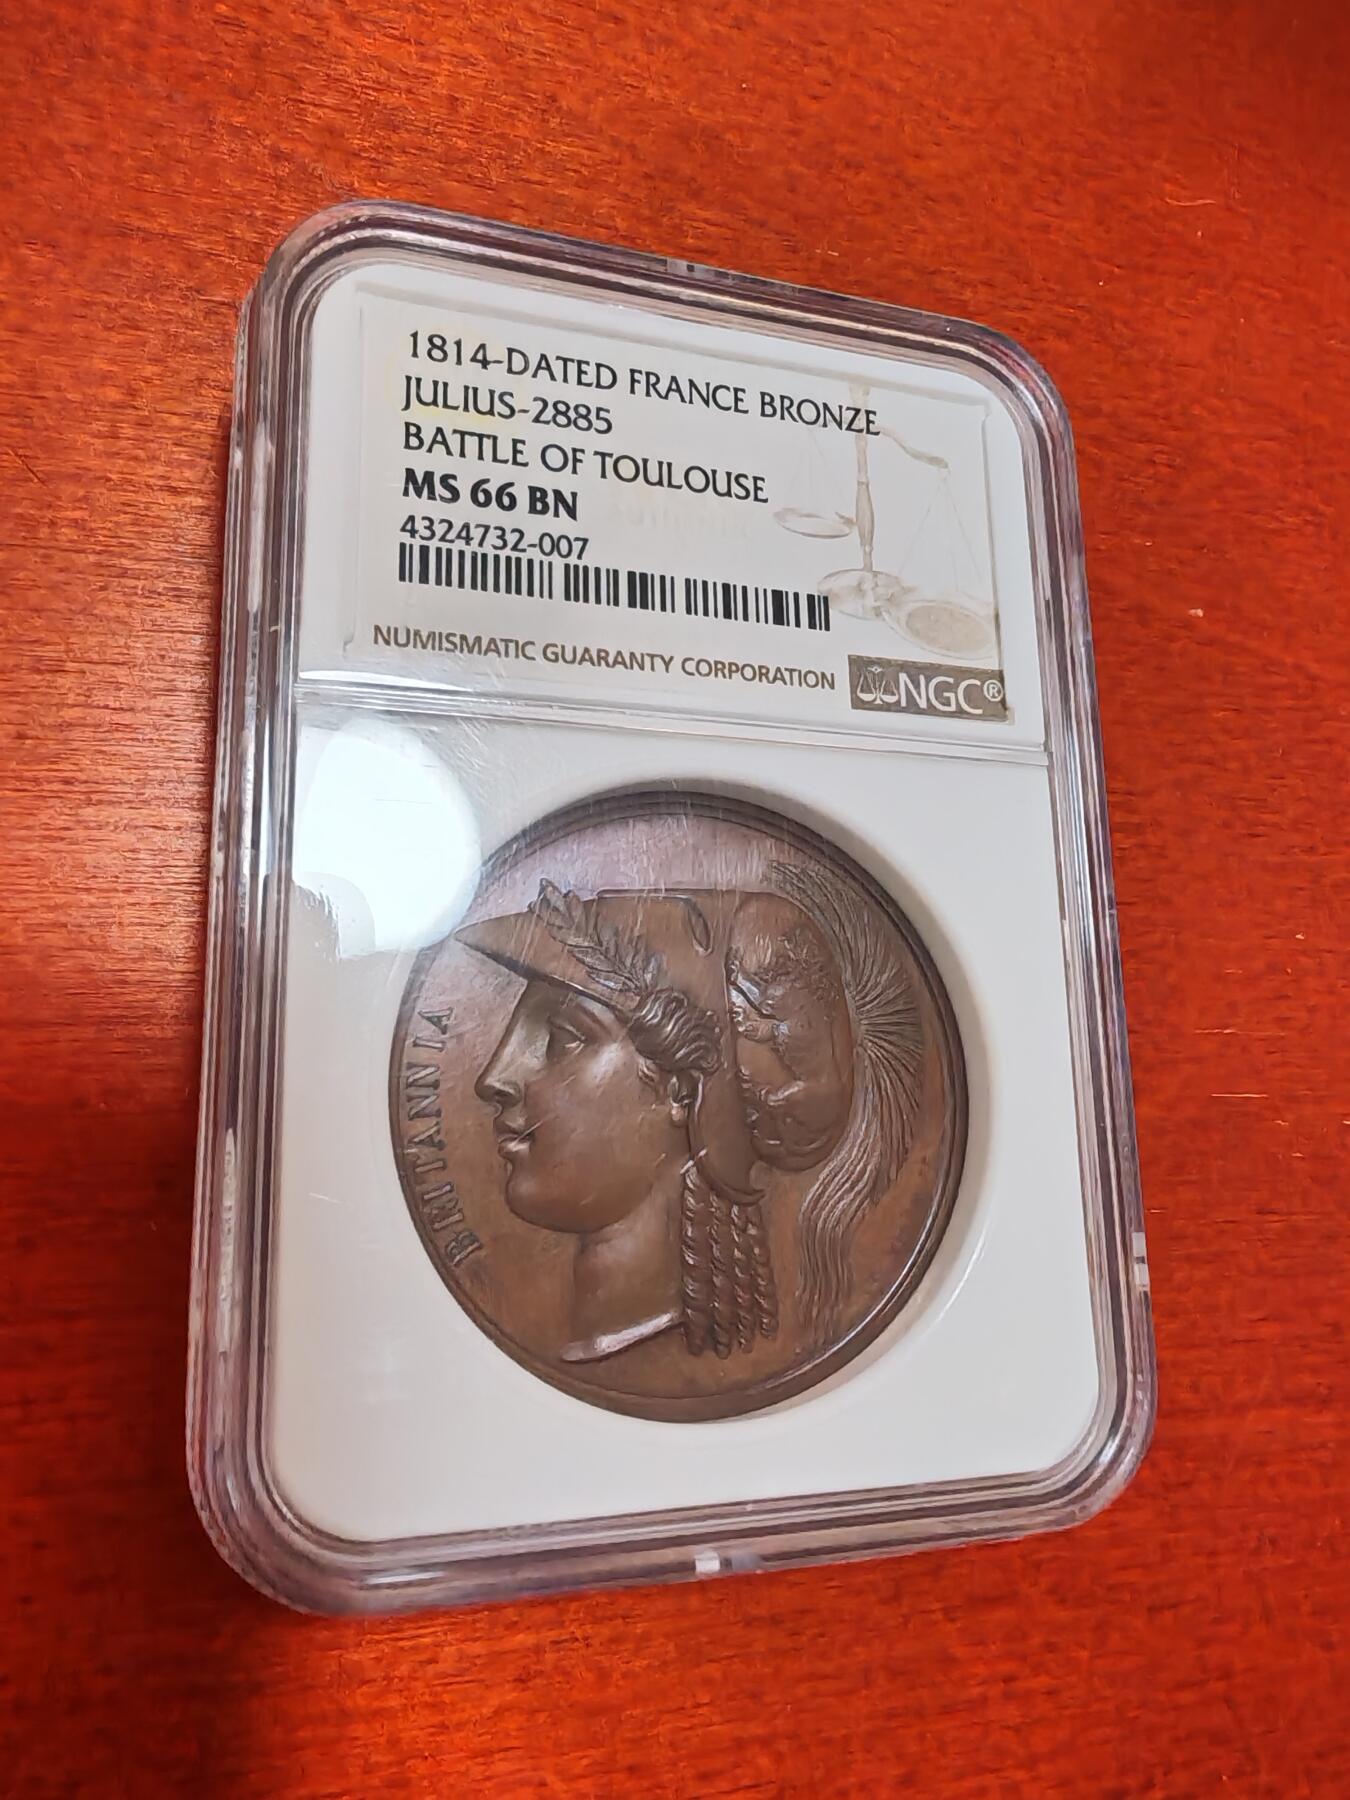 1814-DATED FRANCE BRONZE
JULIUS-2885
BATTLE OF TOULOUSE
MS 66 BN
4324732-007
NUMISMATIC GUARANTY CORPORATION
NGC®
BRITANNIA